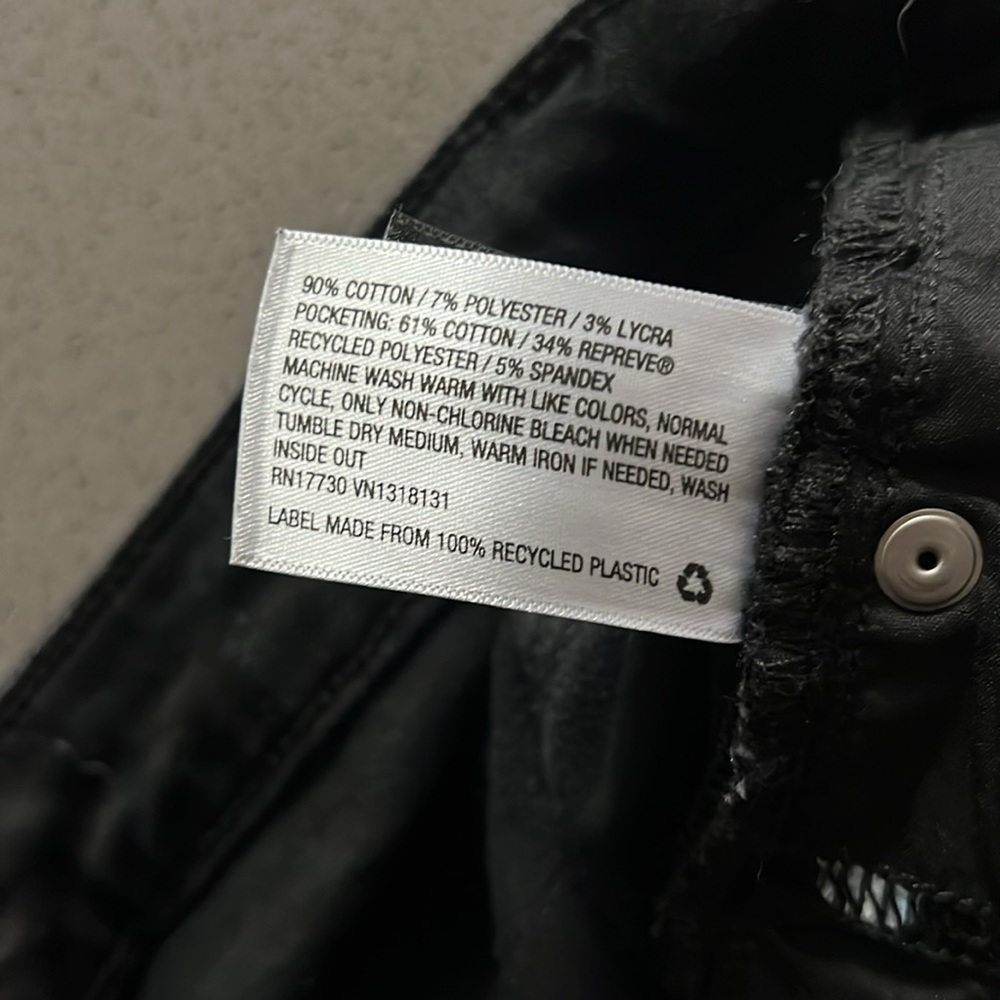 90% COTTON / 7% POLYESTER / 3% LYCRA
POCKETING: 61% COTTON / 34% REPREVE®
RECYCLED POLYESTER / 5% SPANDEX
MACHINE WASH WARM WITH LIKE COLORS, NORMAL
CYCLE, ONLY NON-CHLORINE BLEACH WHEN NEEDED
TUMBLE DRY MEDIUM, WARM IRON IF NEEDED, WASH
INSIDE OUT
RN17730 VN1318131
LABEL MADE FROM 100% RECYCLED PLASTIC